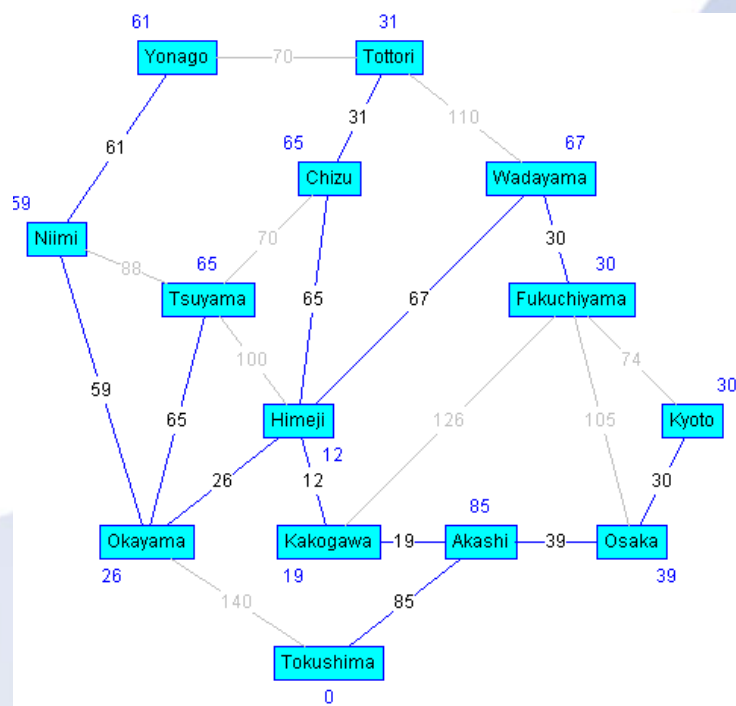 61
31
Yonago
70
Tottori
31
110
65
67
61
Chizu
Wadayama
59
Niimi
70
30
88
65
30
Tsuyama
65
67
Fukuchiyama
100
74
59
30
65
Himeji
126
105
Kyoto
12
26
12
30
85
Okayama
Kakogawa
19
Akashi
39
Osaka
26
19
39
140
85
Tokushima
0